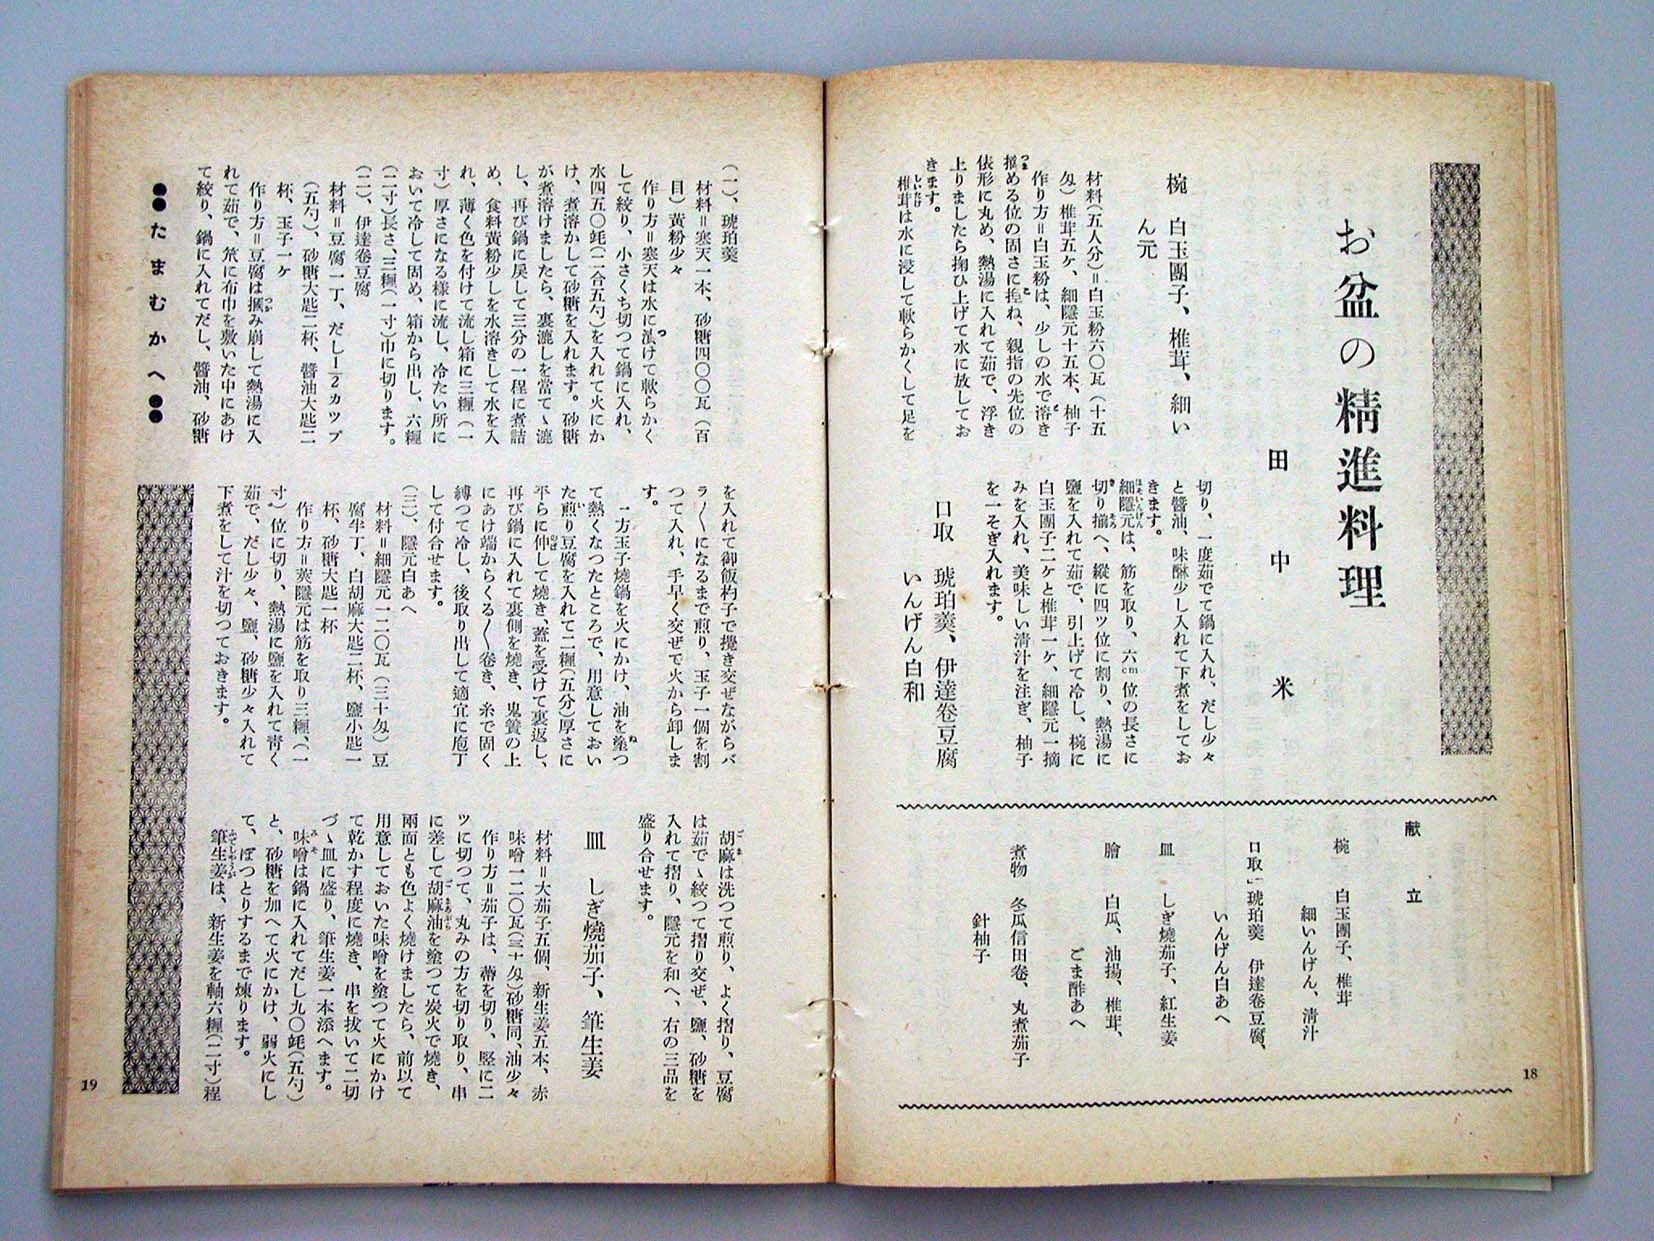 お盆の精進料理
田中米
椀 白玉團子、椎茸、細い
ん元
材料(五人分)=白玉粉六〇瓦(十五
匁)椎茸五ケ、細隱元十五本、柚子
作り方=白玉粉は、少しの水で溶き
摘める位の固さに揑ね、親指の先位の
俵形に丸め、熱湯に入れて茹で、浮き
上りましたら掬ひ上げて水に放してお
きます。
椎茸は水に浸して軟らかくして足を
切り、一度茹でて鍋に入れ、だし少々
と醬油、味醂少し入れて下煮をしてお
きます。
細隱元は、筋を取り、六cm位の長さに
切り揃へ、縱に四ツ位に割り、熱湯に
鹽を入れて茹で、引上げて冷し、椀に
白玉團子二ケと椎茸一ケ、細隱元一摘
みを入れ、美味しい淸汁を注ぎ、柚子
を一そぎ入れます。
口取 琥珀羹、伊達卷豆腐
いんげん白和
献立
椀 白玉團子、椎茸
細いんげん、淸汁
口取 琥珀羹 伊達卷豆腐、
いんげん白あへ
皿 しぎ燒茄子、紅生姜
膾 白瓜、油揚、椎茸、
ごま酢あへ
煮物 冬瓜信田卷、丸煮茄子
針柚子
18
(一)、琥珀羹
材料=寒天一本、砂糖四〇〇瓦(百
目)黄粉少々
作り方=寒天は水に漬けて軟らかく
して絞り、小さくち切つて鍋に入れ、
水四五〇竓(二合五勺)を入れて火にか
け、煮溶かして砂糖を入れます。砂糖
が煮溶けましたら、裏漉しを當てゝ漉
し、再び鍋に戾して三分の一程に煮詰
め、食料黄粉少しを水溶きして水を入
れ、薄く色を付けて流し箱に三糎(一
寸)厚さになる樣に流し、冷たい所に
おいて冷して固め、箱から出し、六糎
(二寸)長さ、三糎(一寸)巾に切ります。
(二)、伊達卷豆腐
材料=豆腐一丁、だし1/2カツプ
(五勺)、砂糖大匙二杯、醬油大匙二
杯、玉子一ケ
作り方=豆腐は摑み崩して熱湯に入
れて茹で、笊に布巾を敷いた中にあけ
て絞り、鍋に入れてだし、醬油、砂糖
●●たまむかへ●●
を入れて御飯杓子で攪き交ぜながらバ
ラ〱になるまで煎り、玉子一個を割
つて入れ、手早く交ぜて火から卸しま
す。
一方玉子燒鍋を火にかけ、油を塗つ
て熱くなつたところで、用意しておい
た煎り豆腐を入れて二糎(五分)厚さに
平らに伸して燒き、蓋を受けて裏返し、
再び鍋に入れて裏側を燒き、鬼簀の上
にあけ端からくる〱卷き、糸で固く
縛つて冷し、後取り出して適宜に庖丁
して付合せます。
(三)、隱元白あへ
材料=細隱元一二〇瓦(三十匁)豆
腐半丁、白胡麻大匙二杯、鹽小匙一
杯、砂糖大匙一杯
作り方=莢隱元は筋を取り三糎、(一
寸)位に切り、熱湯に鹽を入れて靑く
茹で、だし少々、鹽、砂糖少々入れて
下煮をして汁を切つておきます。
胡麻は洗つて煎り、よく摺り、豆腐
は茹でゝ絞つて摺り交ぜ、鹽、砂糖を
入れて摺り、隱元を和へ、右の三品を
盛り合せます。
皿 しぎ燒茄子、筆生姜
材料=大茄子五個、新生姜五本、赤
味噌一二〇瓦(三十匁)砂糖同、油少々
作り方=茄子は、蔕を切り、竪に二
ツに切つて、丸みの方を切り取り、串
に差して胡麻油を塗つて炭火で燒き、
兩面とも色よく燒けましたら、前以て
用意しておいた味噌を塗つて火にかけ
て乾かす程度に燒き、串を拔いて二切
づゝ皿に盛り、筆生姜一本添へます。
味噌は鍋に入れてだし九〇竓(五勺)
と、砂糖を加へて火にかけ、弱火にし
て、ぽつとりするまで煉ります。
筆生姜は、新生姜を軸六糎(二寸)程
19